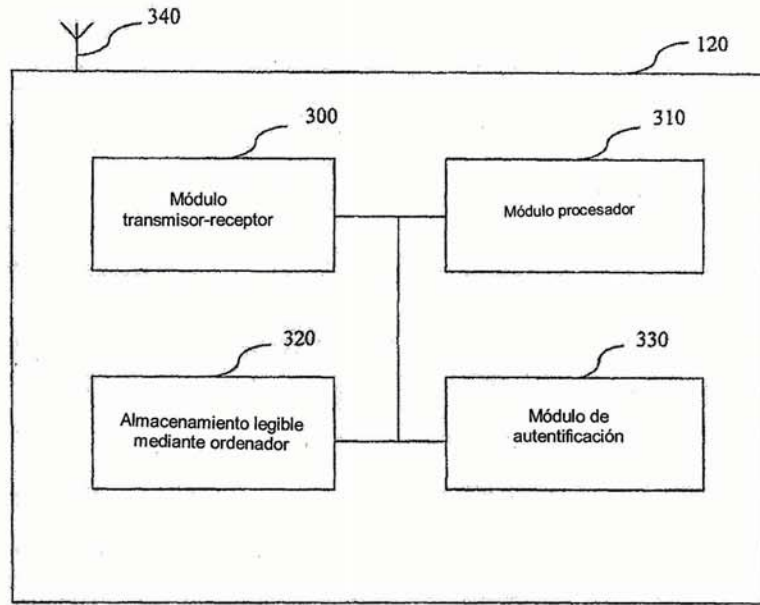 340
120
300
310
Módulo
transmisor-receptor
Módulo procesador
320
330
Almacenamiento legible
mediante ordenador
Módulo de
autentificación